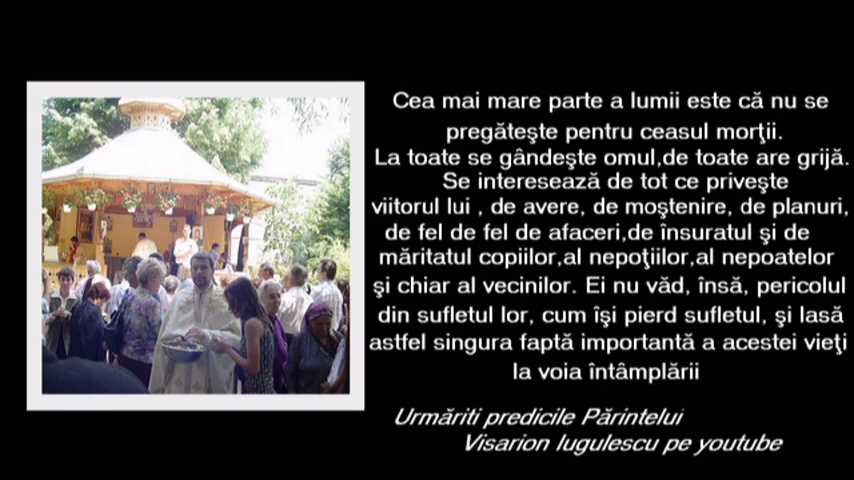 Cea mai mare parte a lumii este că nu se
pregăteşte pentru ceasul morţii.
La toate se gândeşte omul,de toate are grijă.
Se interesează de tot ce priveşte
viitorul lui , de avere, de moştenire, de planuri,
de fel de fel de afaceri,de însuratul şi de
măritatul copiilor,al nepoţiilor,al nepoatelor
şi chiar al vecinilor. Ei nu văd, însă, pericolul
din sufletul lor, cum îşi pierd sufletul, şi lasă
astfel singura faptă importantă a acestei vieţi
la voia întâmplării
Urmăriti predicile Părintelui
Visarion Iugulescu pe youtube